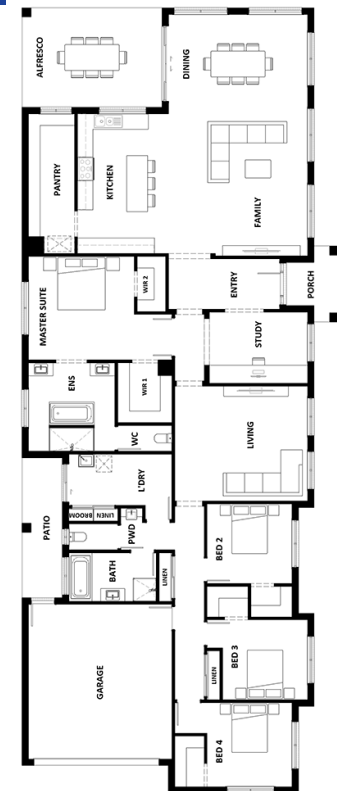 ALFRESCO
DINING
PANTRY
KITCHEN
FAMILY
MASTER SUITE
WIR 2
ENTRY
PORCH
STUDY
ENS
WIR 1
LIVING
WC
L'DRY
BROOM
LINEN
PWD
PATIO
BATH
LINEN
BED 2
GARAGE
BED 3
LINEN
BED 4